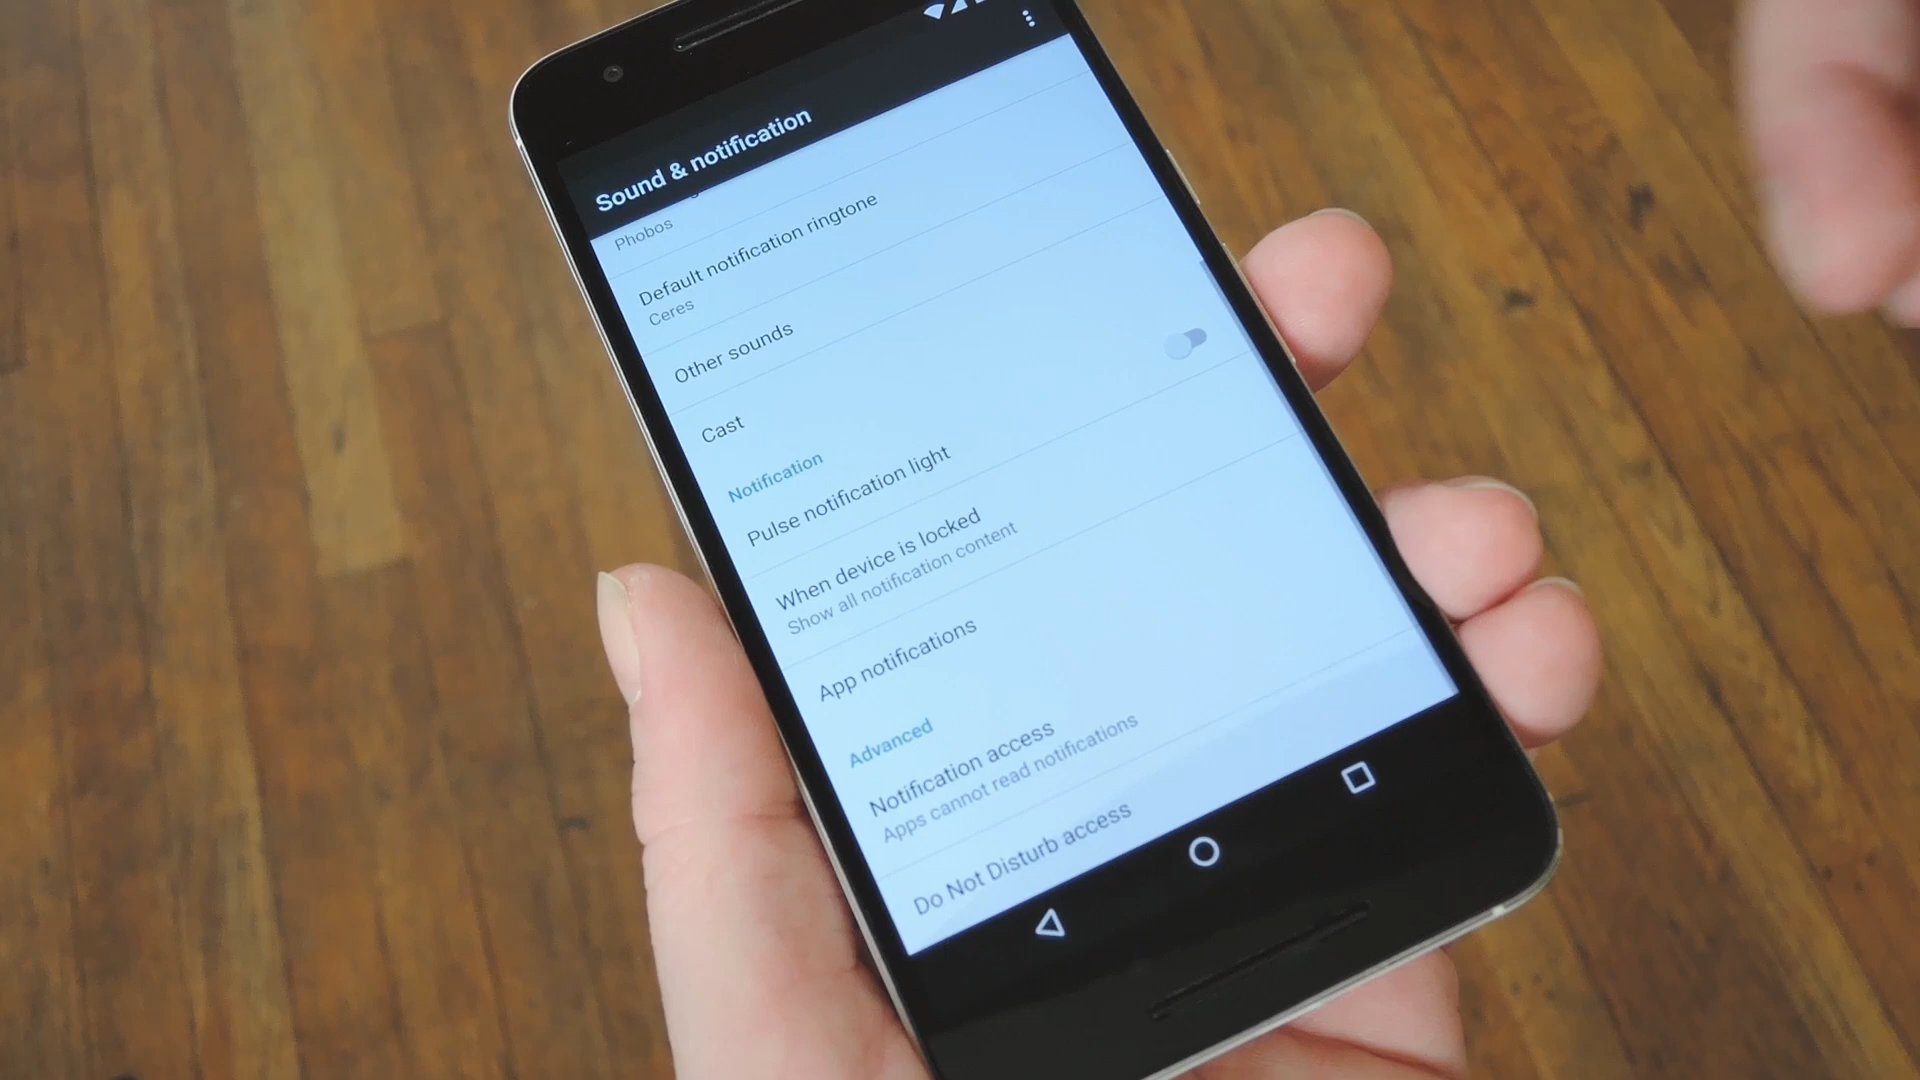 Sound & notification
Phobos
Default notification ringtone
Ceres
Other sounds
Cast
Notification
Pulse notification light
When device is locked
Show all notification content
App notifications
Advanced
Notification access
Apps cannot read notifications
Do Not Disturb access